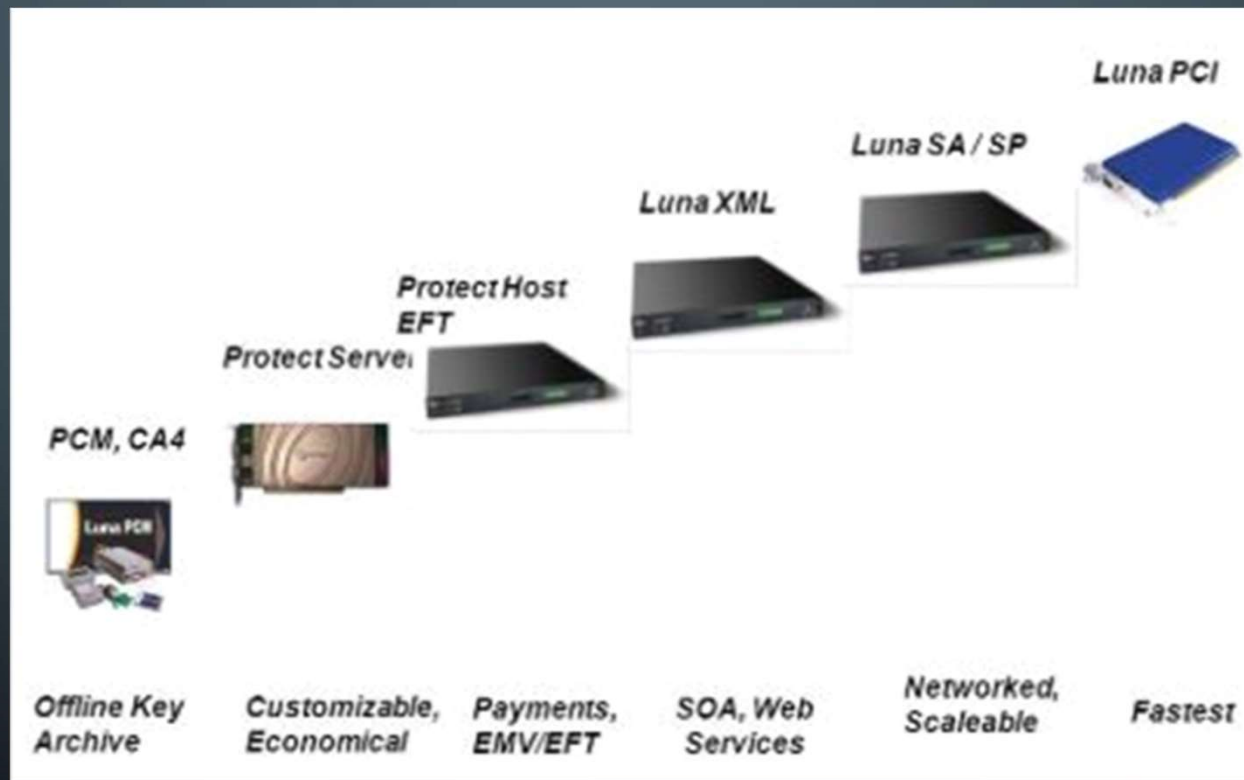 Luna PCI
Luna SA / SP
Luna XML
Protect Host
EFT
Protect Server
PCM, CA4
Luna PCM
Offline Key
Archive
Customizable,
Economical
Payments,
EMV/EFT
SOA, Web
Services
Networked,
Scaleable
Fastest